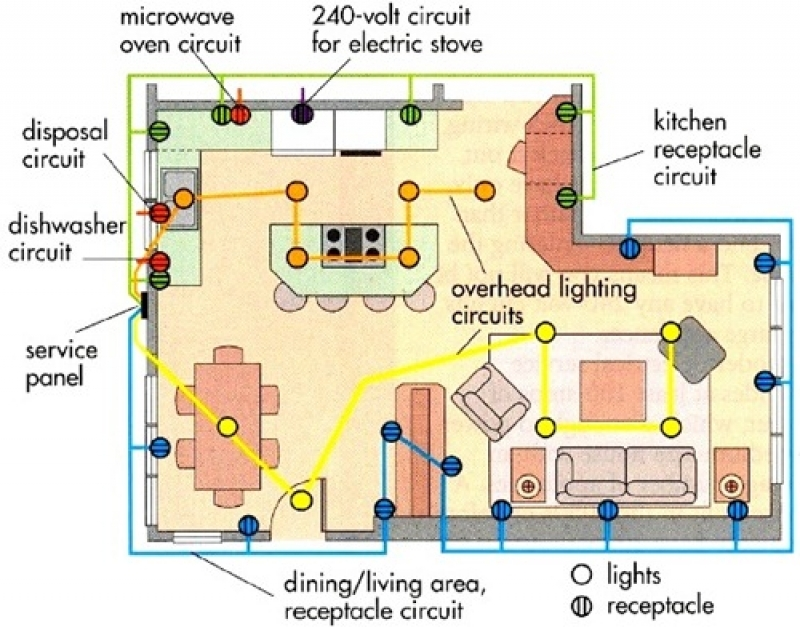 microwave
oven circuit
240-volt circuit
for electric stove
disposal
circuit
kitchen
receptacle
circuit
dishwasher
circuit
overhead lighting
circuits
service
panel
dining/living area,
receptacle circuit
lights
receptacle